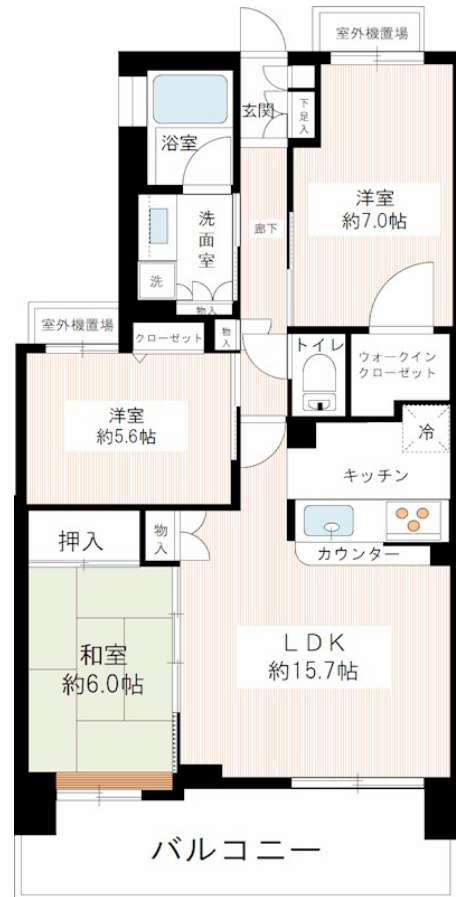 室外機置場
玄関
下足入
浴室
洋室
約7.0帖
洗面室
廊下
洗
物入
室外機置場
クローゼット
物入
トイレ
ウォークイン
クローゼット
洋室
約5.6帖
冷
キッチン
押入
物入
カウンター
和室
約6.0帖
LDK
約15.7帖
バルコニー